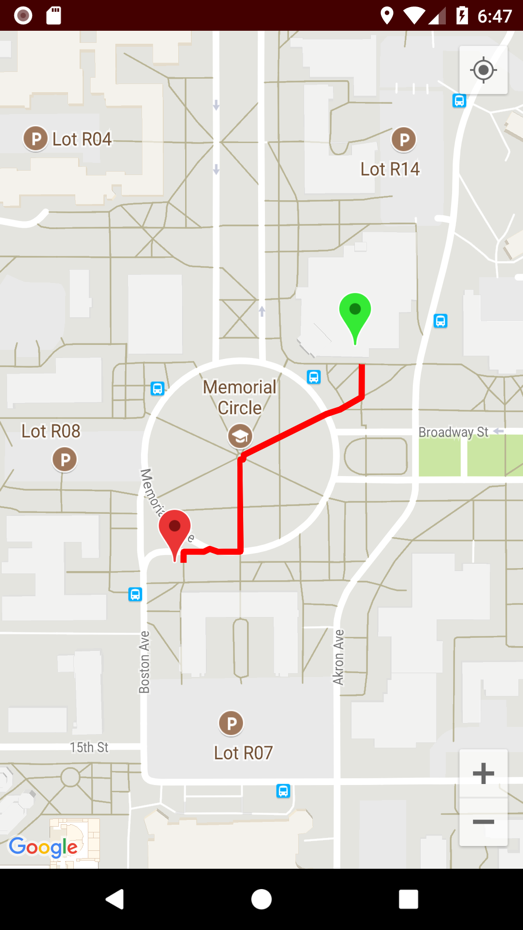 6:47
P Lot R04
P
Lot R14
Memorial
Circle
Lot R08
P
Broadway St
Boston Ave
Akron Ave
P
Lot R07
15th St
+
−
Google